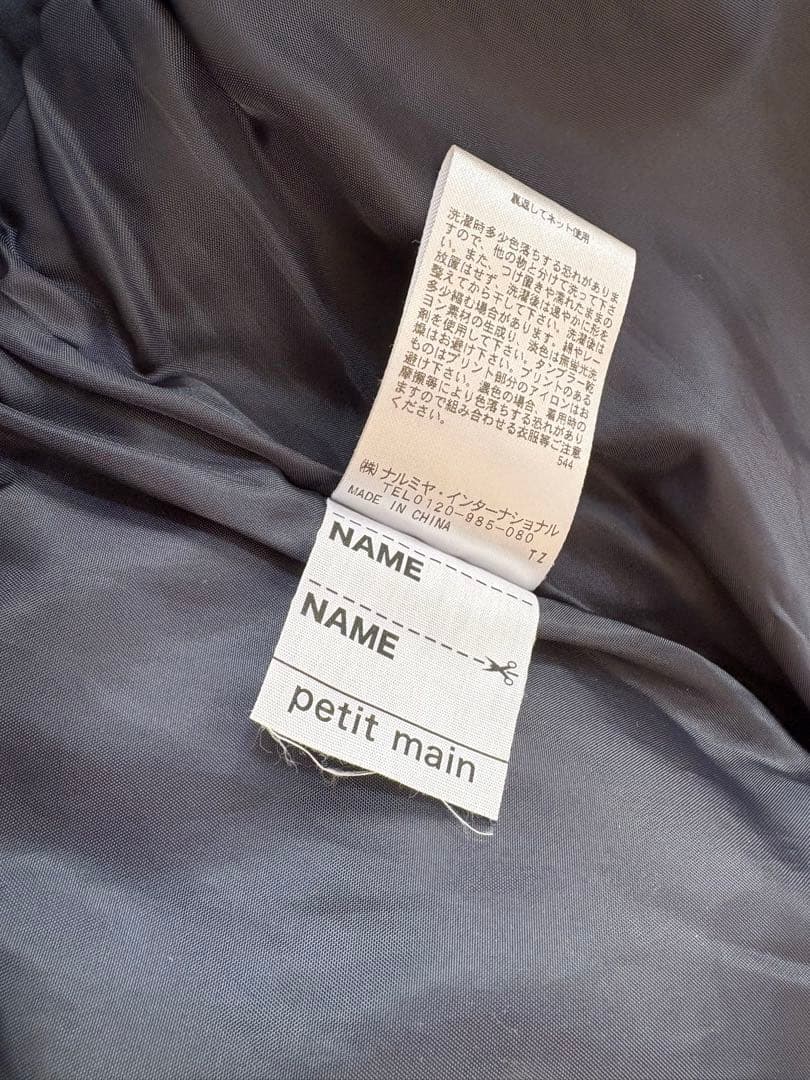 裏返してネット使用
洗濯時多少色落ちする恐れがありま
すので、他の物と分けて洗って下さ
い。また、つけ置きや濡れたままの
放置はせず、洗濯後は速やかに形を
整えてから干して下さい。洗濯後は
多少縮む場合があります。綿やレー
ヨン素材の生成り、淡色は無蛍光洗
剤を使用して下さい。タンブラー乾
燥はお避け下さい。プリントのある
ものはプリント部分のアイロンはお
避け下さい。濃色の場合、着用時の
摩擦等により色落ちする恐れがあり
ますので組み合わせる衣服等ご注意
ください。
544
(株)ナルミヤ・インターナショナル
TEL0120-985-080
MADE IN CHINA
TZ
NAME
NAME
petit main